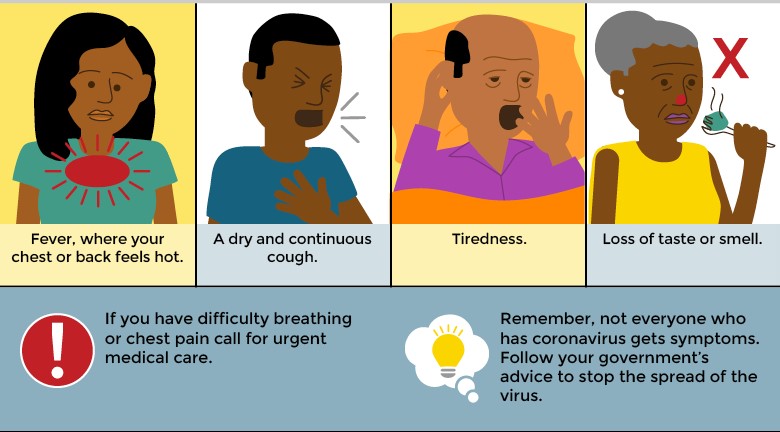 Fever, where your
chest or back feels hot.
A dry and continuous
cough.
Tiredness.
Loss of taste or smell.
If you have difficulty breathing
or chest pain call for urgent
medical care.
Remember, not everyone who
has coronavirus gets symptoms.
Follow your government's
advice to stop the spread of the
virus.